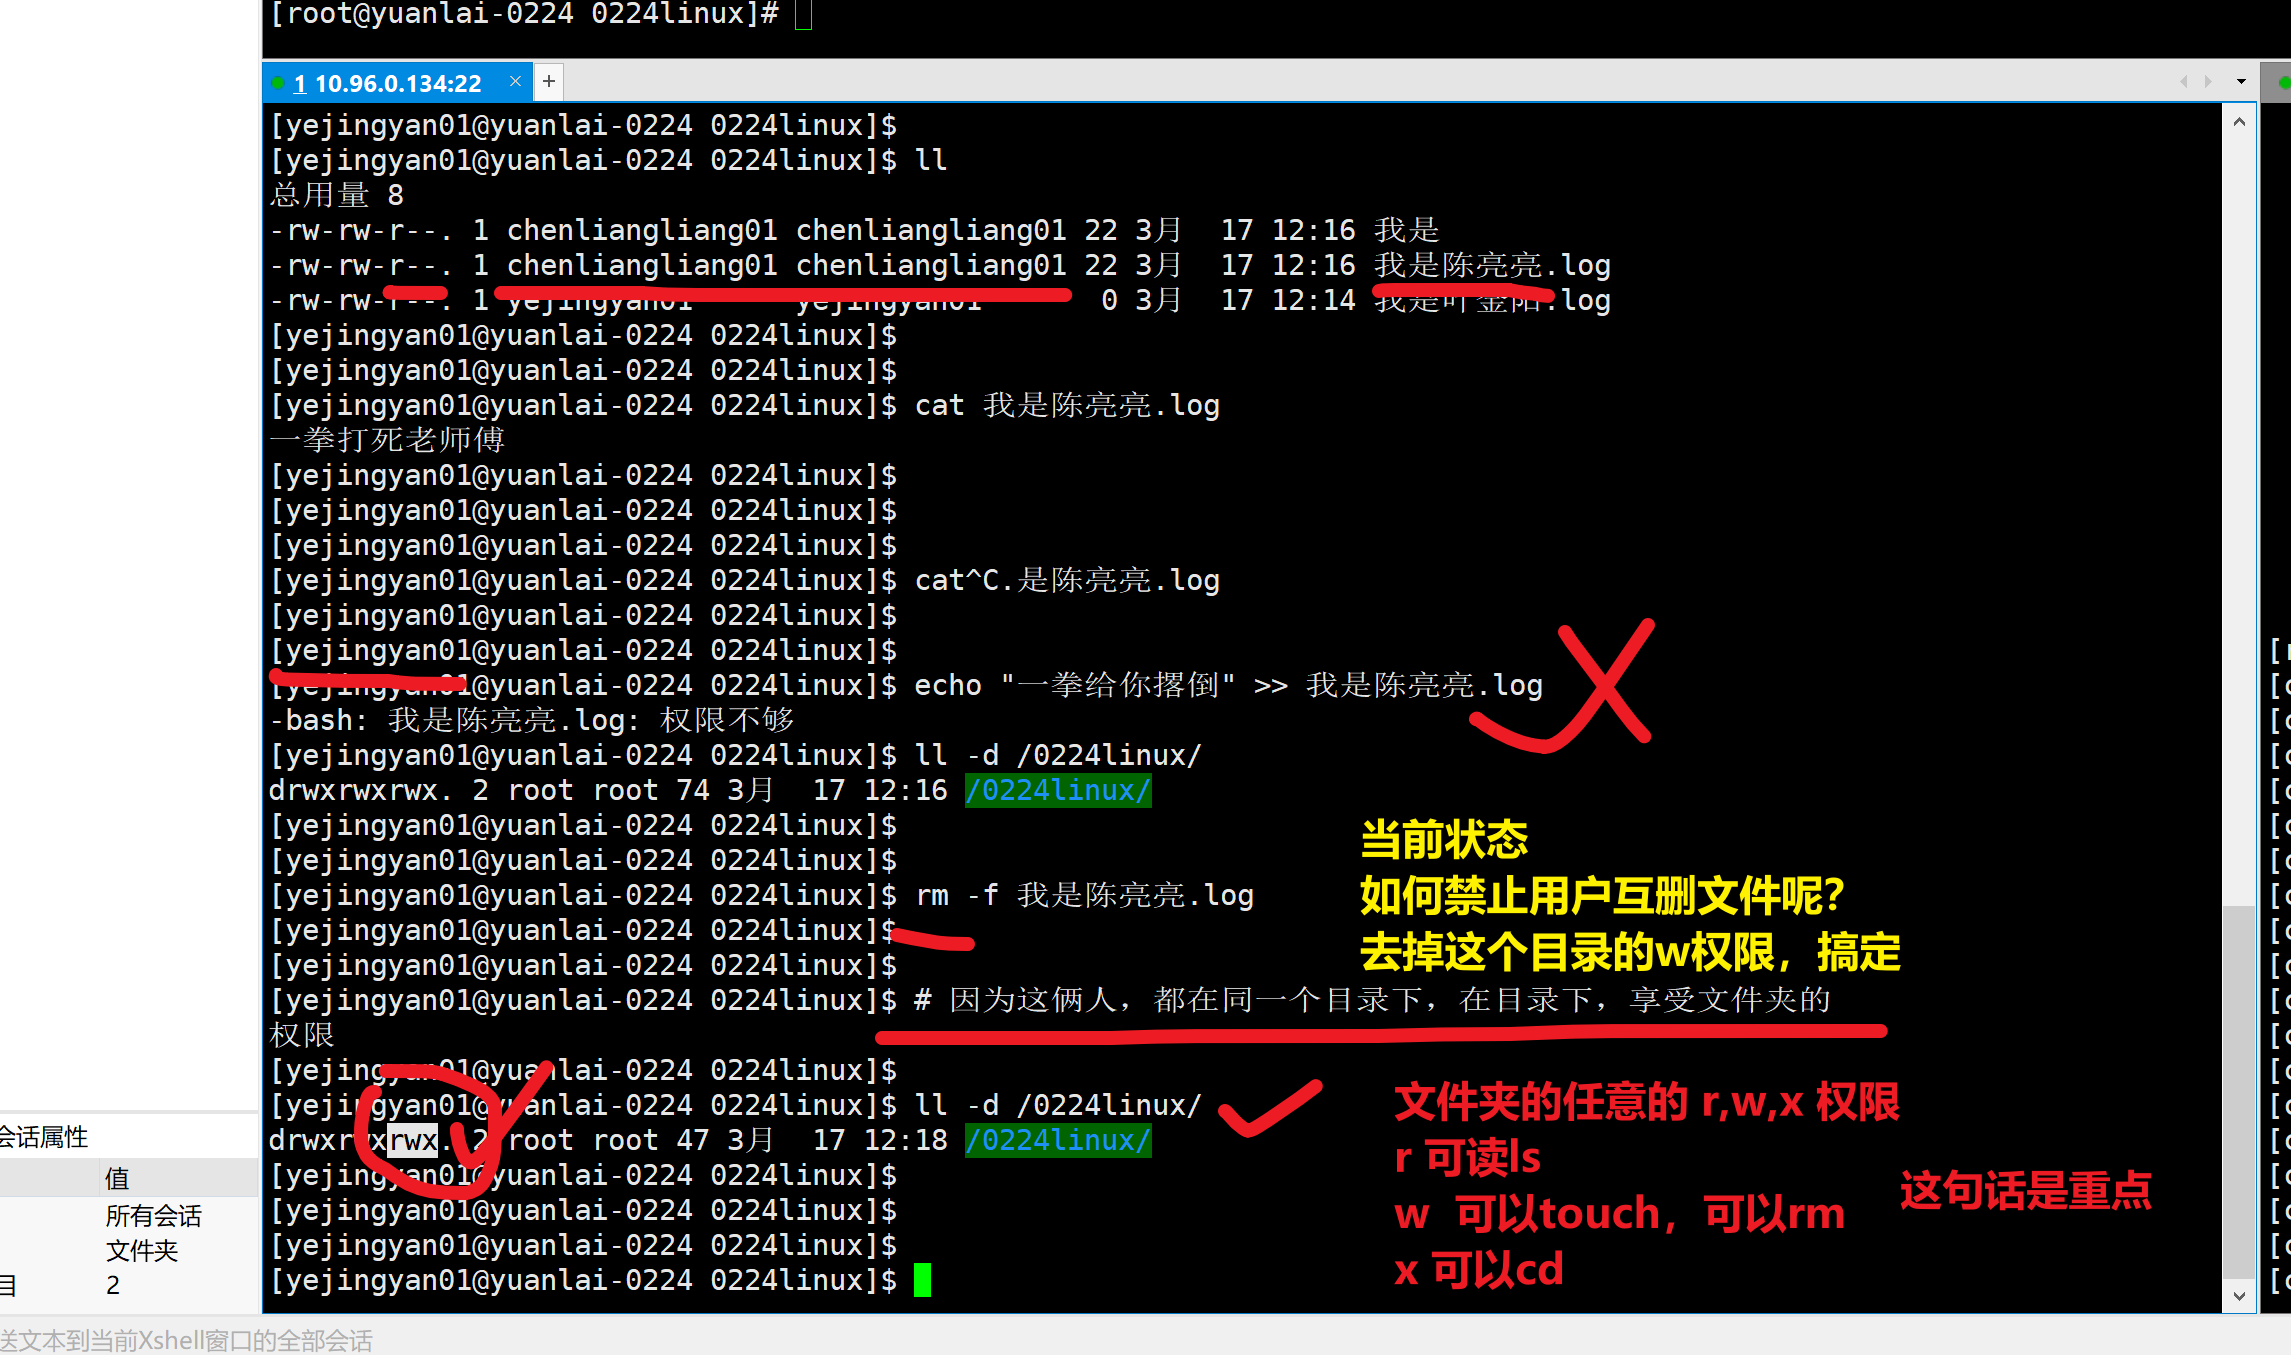 [root@yuanlai-0224 0224linux]#
1 10.96.0.134:22 × +
[yejingyan01@yuanlai-0224 0224linux]$
[yejingyan01@yuanlai-0224 0224linux]$ ll
总用量 8
-rw-rw-r--. 1 chenliangliang01 chenliangliang01 22 3月  17 12:16 我是
-rw-rw-r--. 1 chenliangliang01 chenliangliang01 22 3月  17 12:16 我是陈亮亮.log
-rw-rw-r--. 1 yejingyan01      yejingyan01       0 3月  17 12:14 我是叶金阳.log
[yejingyan01@yuanlai-0224 0224linux]$
[yejingyan01@yuanlai-0224 0224linux]$
[yejingyan01@yuanlai-0224 0224linux]$ cat 我是陈亮亮.log
一拳打死老师傅
[yejingyan01@yuanlai-0224 0224linux]$
[yejingyan01@yuanlai-0224 0224linux]$
[yejingyan01@yuanlai-0224 0224linux]$
[yejingyan01@yuanlai-0224 0224linux]$ cat^C.是陈亮亮.log
[yejingyan01@yuanlai-0224 0224linux]$
[yejingyan01@yuanlai-0224 0224linux]$
[yejingyan01@yuanlai-0224 0224linux]$ echo "一拳给你撂倒" >> 我是陈亮亮.log
-bash: 我是陈亮亮.log: 权限不够
[yejingyan01@yuanlai-0224 0224linux]$ ll -d /0224linux/
drwxrwxrwx. 2 root root 74 3月  17 12:16 /0224linux/
[yejingyan01@yuanlai-0224 0224linux]$
[yejingyan01@yuanlai-0224 0224linux]$
[yejingyan01@yuanlai-0224 0224linux]$ rm -f 我是陈亮亮.log
[yejingyan01@yuanlai-0224 0224linux]$
[yejingyan01@yuanlai-0224 0224linux]$
[yejingyan01@yuanlai-0224 0224linux]$ # 因为这俩人，都在同一个目录下，在目录下，享受文件夹的
权限
[yejingyan01@yuanlai-0224 0224linux]$
[yejingyan01@yuanlai-0224 0224linux]$ ll -d /0224linux/
drwxrwxrwx. 2 root root 47 3月  17 12:18 /0224linux/
[yejingyan01@yuanlai-0224 0224linux]$
[yejingyan01@yuanlai-0224 0224linux]$
[yejingyan01@yuanlai-0224 0224linux]$
[yejingyan01@yuanlai-0224 0224linux]$
当前状态
如何禁止用户互删文件呢？
去掉这个目录的w权限，搞定
文件夹的任意的 r,w,x 权限
r 可读ls
w  可以touch，可以rm
x 可以cd
这句话是重点
会话属性
值
所有会话
文件夹
目 2
送文本到当前Xshell窗口的全部会话